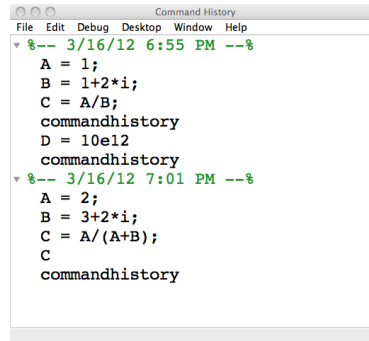 Command History
File Edit Debug Desktop Window Help
%-- 3/16/12 6:55 PM --%
A = 1;
B = 1+2*i;
C = A/B;
commandhistory
D = 10e12
commandhistory
%-- 3/16/12 7:01 PM --%
A = 2;
B = 3+2*i;
C = A/(A+B);
C
commandhistory